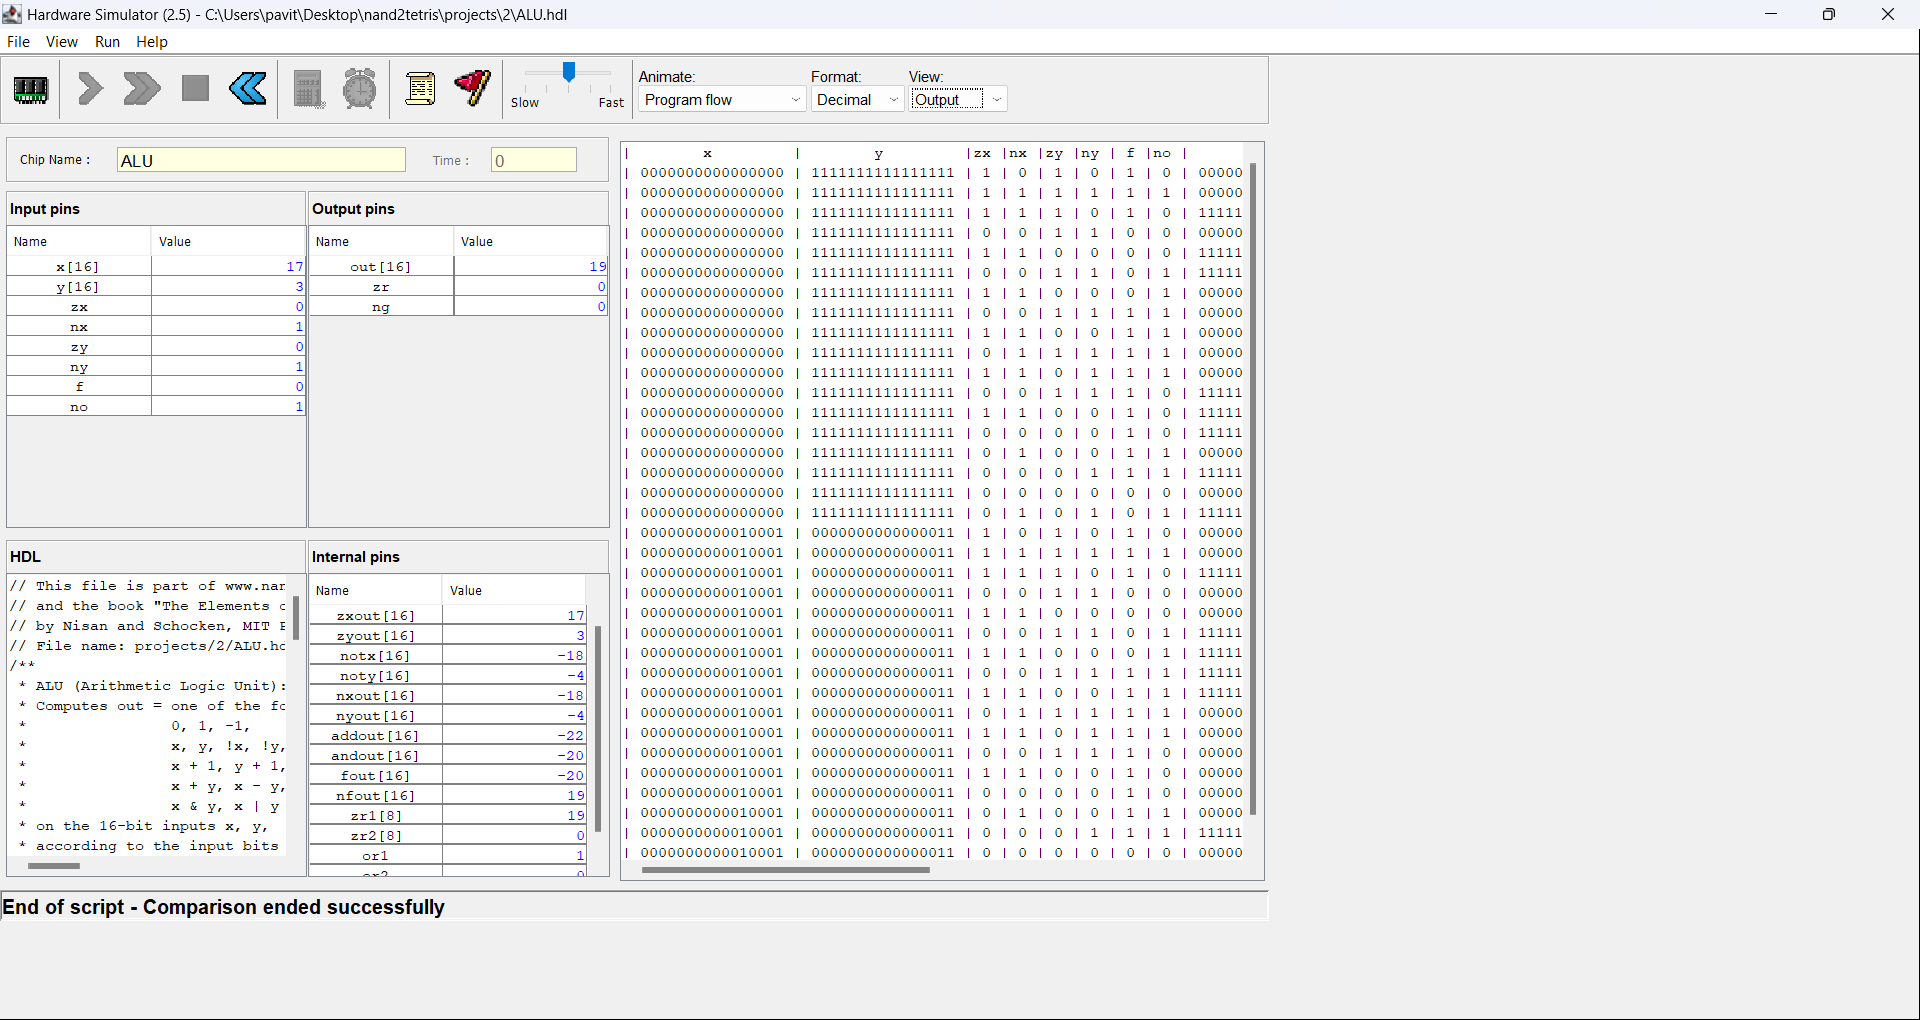 Hardware Simulator (2.5) - C:\Users\pavit\Desktop\nand2tetris\projects\2\ALU.hdl
File View Run Help
Slow Fast
Animate: Format: View:
Program flow Decimal Output
Chip Name : ALU Time : 0
Input pins
Name Value
x[16] 17
y[16] 3
zx 0
nx 1
zy 0
ny 1
f 0
no 1
Output pins
Name Value
out[16] 19
zr 0
ng 0
HDL
// This file is part of www.nan
// and the book "The Elements o
// by Nisan and Schocken, MIT P
// File name: projects/2/ALU.hd
/**
* ALU (Arithmetic Logic Unit):
* Computes out = one of the fo
* 0, 1, -1,
* x, y, !x, !y,
* x + 1, y + 1,
* x + y, x - y,
* x & y, x | y
* on the 16-bit inputs x, y,
* according to the input bits
Internal pins
Name Value
zxout[16] 17
zyout[16] 3
notx[16] -18
noty[16] -4
nxout[16] -18
nyout[16] -4
addout[16] -22
andout[16] -20
fout[16] -20
nfout[16] 19
zr1[8] 19
zr2[8] 0
or1 1
or2 0
| x | y |zx |nx |zy |ny | f |no |
| 0000000000000000 | 1111111111111111 | 1 | 0 | 1 | 0 | 1 | 0 | 00000
| 0000000000000000 | 1111111111111111 | 1 | 1 | 1 | 1 | 1 | 1 | 00000
| 0000000000000000 | 1111111111111111 | 1 | 1 | 1 | 0 | 1 | 0 | 11111
| 0000000000000000 | 1111111111111111 | 0 | 0 | 1 | 1 | 0 | 0 | 00000
| 0000000000000000 | 1111111111111111 | 1 | 1 | 0 | 0 | 0 | 0 | 11111
| 0000000000000000 | 1111111111111111 | 0 | 0 | 1 | 1 | 0 | 1 | 11111
| 0000000000000000 | 1111111111111111 | 1 | 1 | 0 | 0 | 0 | 1 | 00000
| 0000000000000000 | 1111111111111111 | 0 | 0 | 1 | 1 | 1 | 1 | 00000
| 0000000000000000 | 1111111111111111 | 1 | 1 | 0 | 0 | 1 | 1 | 00000
| 0000000000000000 | 1111111111111111 | 0 | 1 | 1 | 1 | 1 | 1 | 00000
| 0000000000000000 | 1111111111111111 | 1 | 1 | 0 | 1 | 1 | 1 | 00000
| 0000000000000000 | 1111111111111111 | 0 | 0 | 1 | 1 | 1 | 0 | 11111
| 0000000000000000 | 1111111111111111 | 1 | 1 | 0 | 0 | 1 | 0 | 11111
| 0000000000000000 | 1111111111111111 | 0 | 0 | 0 | 0 | 1 | 0 | 11111
| 0000000000000000 | 1111111111111111 | 0 | 1 | 0 | 0 | 1 | 1 | 00000
| 0000000000000000 | 1111111111111111 | 0 | 0 | 0 | 1 | 1 | 1 | 11111
| 0000000000000000 | 1111111111111111 | 0 | 0 | 0 | 0 | 0 | 0 | 00000
| 0000000000000000 | 1111111111111111 | 0 | 1 | 0 | 1 | 0 | 1 | 11111
| 0000000000010001 | 0000000000000011 | 1 | 0 | 1 | 0 | 1 | 0 | 00000
| 0000000000010001 | 0000000000000011 | 1 | 1 | 1 | 1 | 1 | 1 | 00000
| 0000000000010001 | 0000000000000011 | 1 | 1 | 1 | 0 | 1 | 0 | 11111
| 0000000000010001 | 0000000000000011 | 0 | 0 | 1 | 1 | 0 | 0 | 00000
| 0000000000010001 | 0000000000000011 | 1 | 1 | 0 | 0 | 0 | 0 | 00000
| 0000000000010001 | 0000000000000011 | 0 | 0 | 1 | 1 | 0 | 1 | 11111
| 0000000000010001 | 0000000000000011 | 1 | 1 | 0 | 0 | 0 | 1 | 11111
| 0000000000010001 | 0000000000000011 | 0 | 0 | 1 | 1 | 1 | 1 | 11111
| 0000000000010001 | 0000000000000011 | 1 | 1 | 0 | 0 | 1 | 1 | 11111
| 0000000000010001 | 0000000000000011 | 0 | 1 | 1 | 1 | 1 | 1 | 00000
| 0000000000010001 | 0000000000000011 | 1 | 1 | 0 | 1 | 1 | 1 | 00000
| 0000000000010001 | 0000000000000011 | 0 | 0 | 1 | 1 | 1 | 0 | 00000
| 0000000000010001 | 0000000000000011 | 1 | 1 | 0 | 0 | 1 | 0 | 00000
| 0000000000010001 | 0000000000000011 | 0 | 0 | 0 | 0 | 1 | 0 | 00000
| 0000000000010001 | 0000000000000011 | 0 | 1 | 0 | 0 | 1 | 1 | 00000
| 0000000000010001 | 0000000000000011 | 0 | 0 | 0 | 1 | 1 | 1 | 11111
| 0000000000010001 | 0000000000000011 | 0 | 0 | 0 | 0 | 0 | 0 | 00000
End of script - Comparison ended successfully